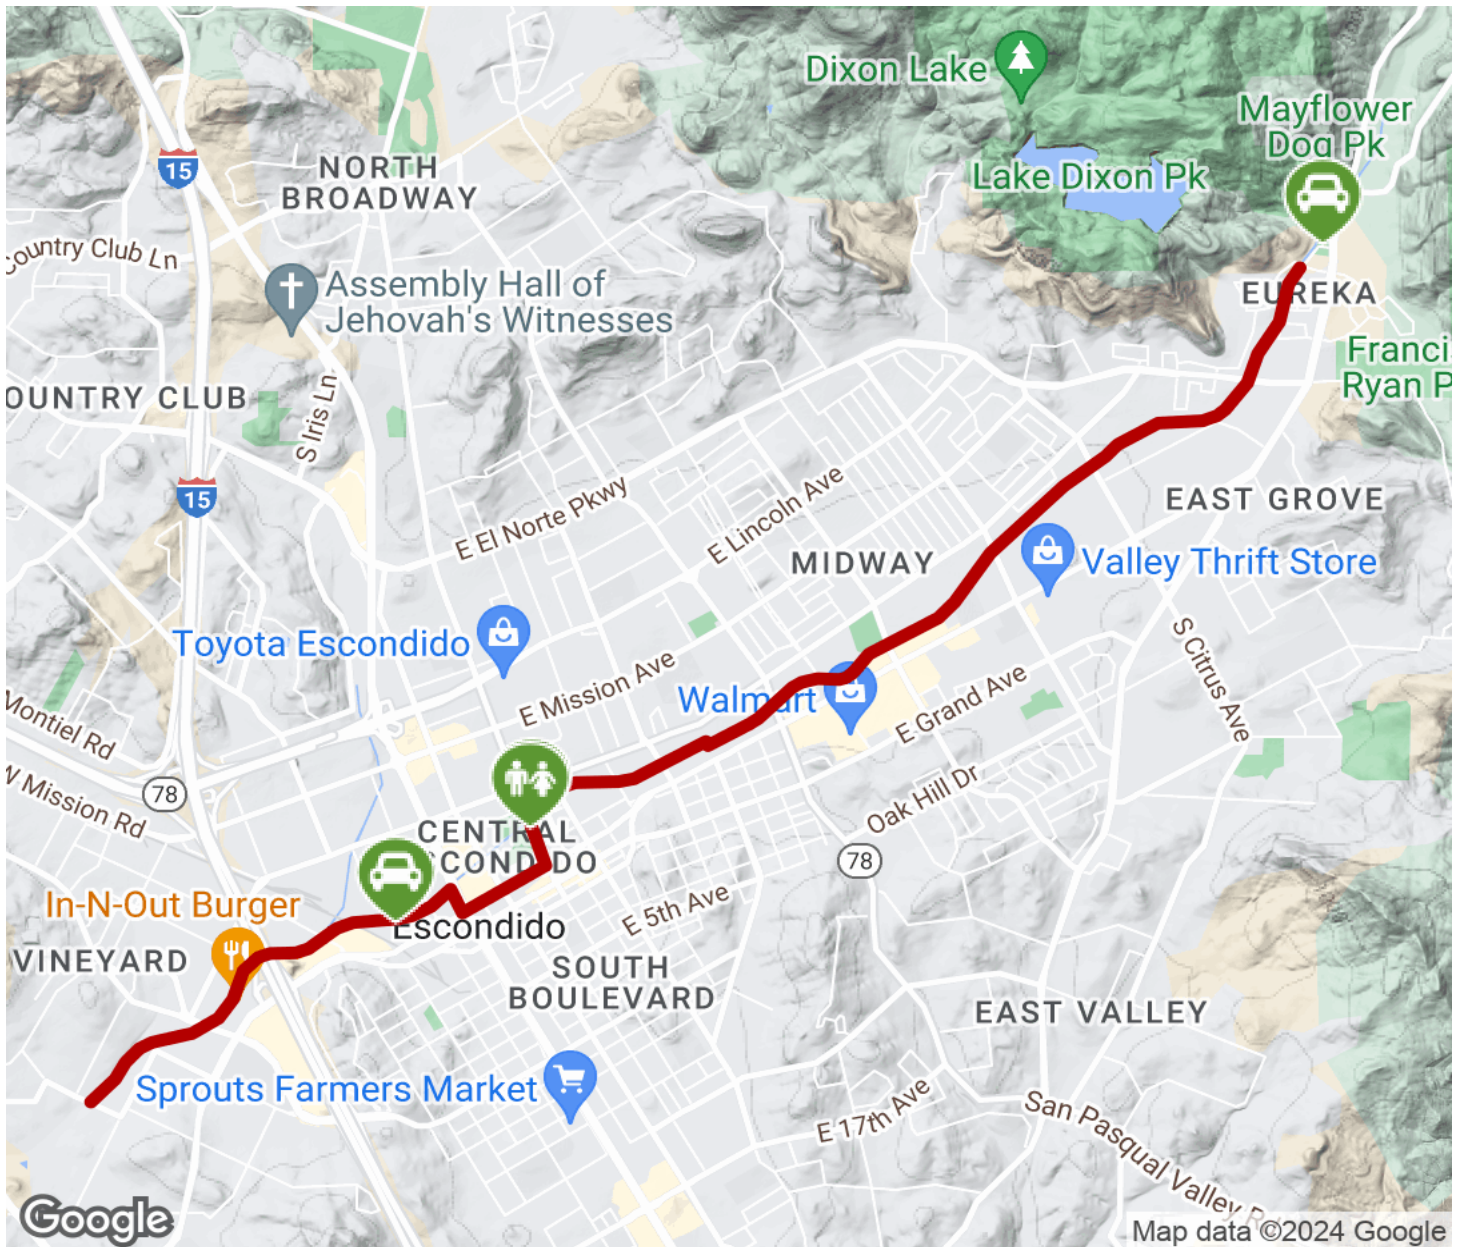 Dixon Lake
Mayflower
Dog Pk
15
NORTH
BROADWAY
Lake Dixon Pk
Country Club Ln
Assembly Hall of
Jehovah's Witnesses
EUREKA
Franci
Ryan P
OUNTRY CLUB
S Iris Ln
15
E El Norte Pkwy
E Lincoln Ave
EAST GROVE
MIDWAY
Valley Thrift Store
Toyota Escondido
S Citrus Ave
E Mission Ave
Walmart
E Grand Ave
Montiel Rd
W Mission Rd
78
Oak Hill Dr
CENTRAL
ESCONDIDO
78
In-N-Out Burger
E 5th Ave
Escondido
VINEYARD
SOUTH
BOULEVARD
EAST VALLEY
Sprouts Farmers Market
E 17th Ave
San Pasqual Valley Rd
Google
Map data ©2024 Google